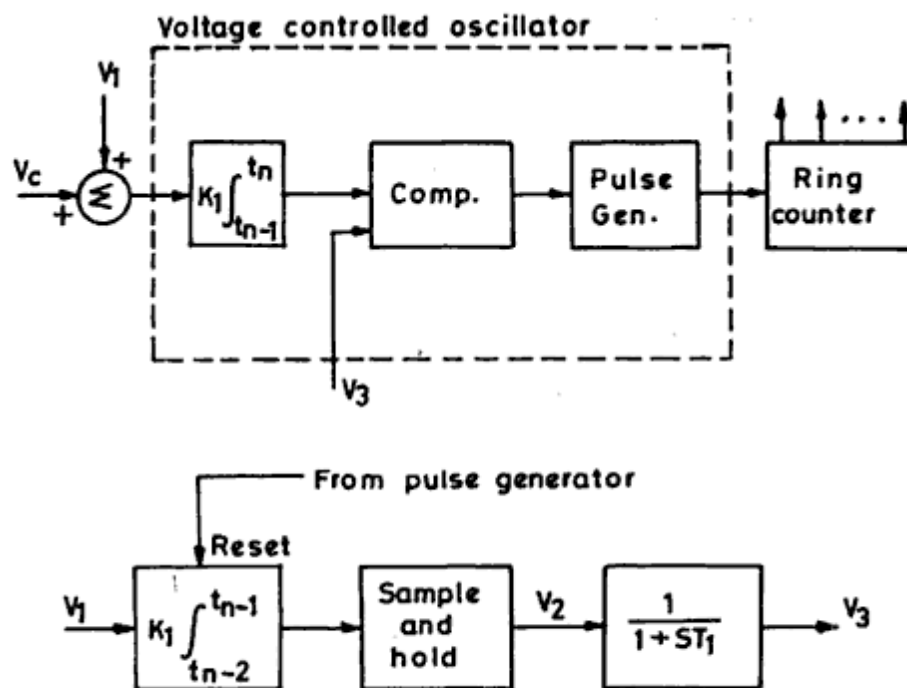 Voltage controlled oscillator
V1
Vc
+
+
Σ
K1 ∫ tn tn-1
Comp.
Pulse
Gen.
Ring
counter
....
V3
From pulse generator
Reset
V1
K1 ∫ tn-1 tn-2
Sample
and
hold
V2
1
1+ST1
V3